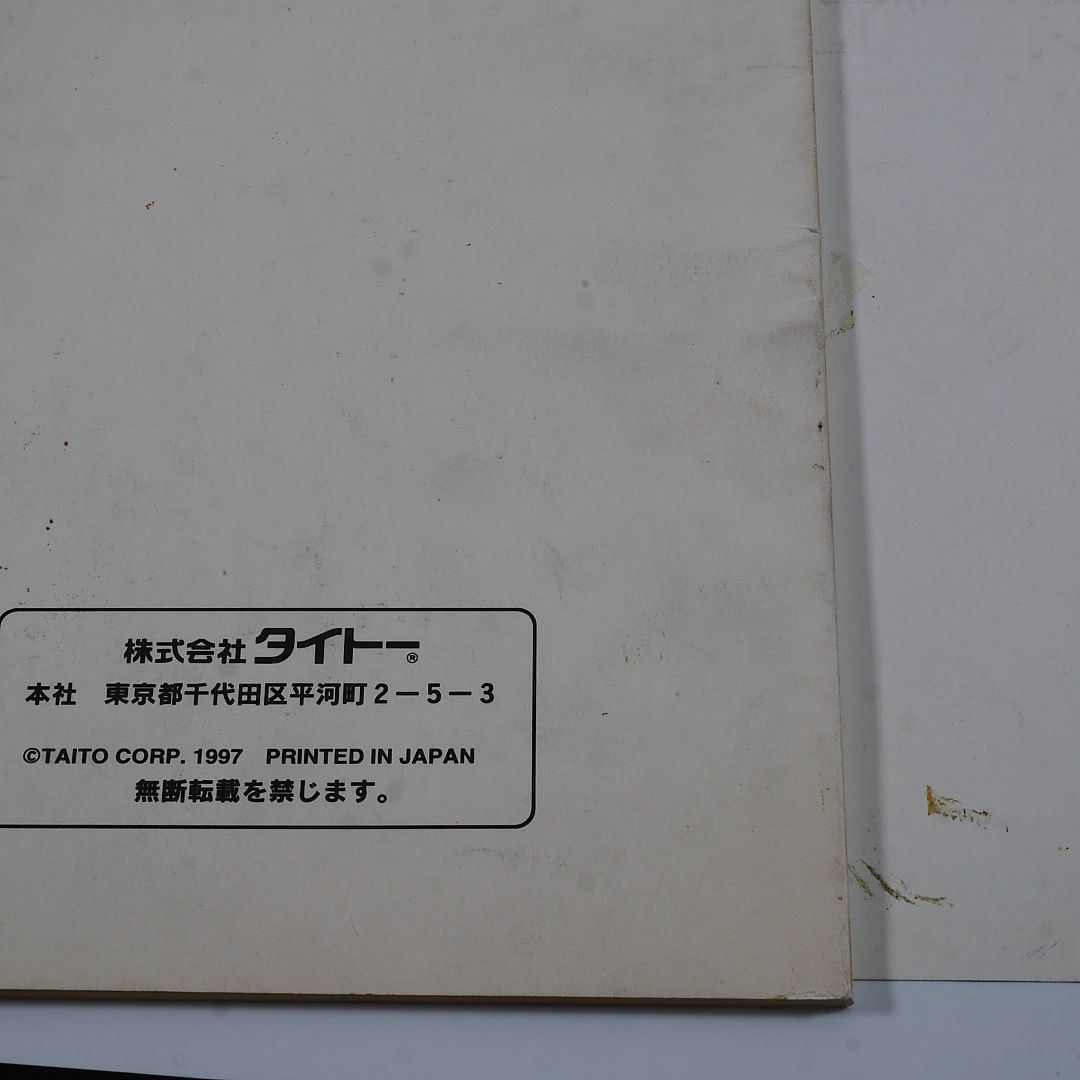 株式会社 タイトー®
本社　東京都千代田区平河町2－5－3
©TAITO CORP. 1997　PRINTED IN JAPAN
無断転載を禁じます。